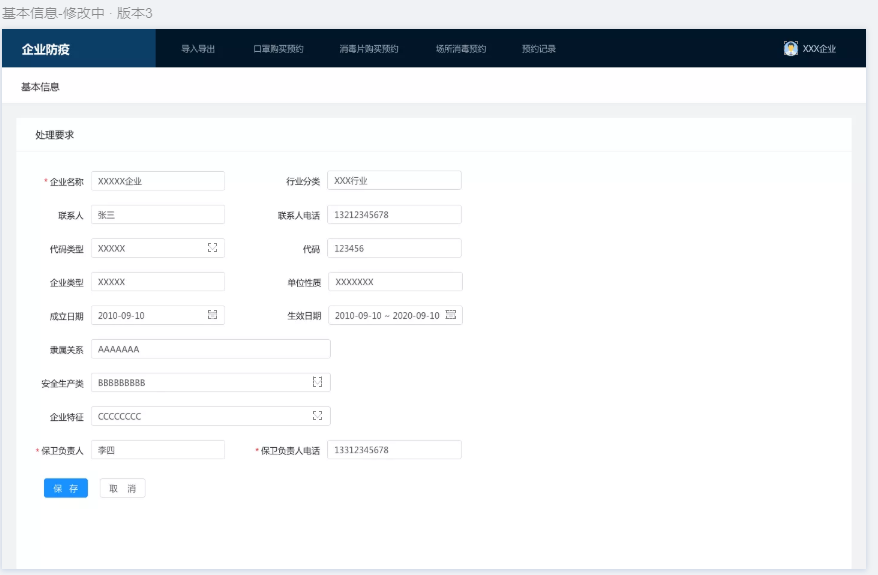 基本信息-修改中 · 版本3
企业防疫 导入导出 口罩购买预约 消毒片购买预约 场所消毒预约 预约记录 XXX企业
基本信息
处理要求
* 企业名称 XXXXX企业 行业分类 XXX行业
联系人 张三 联系人电话 13212345678
代码类型 XXXXX 代码 123456
企业类型 XXXXX 单位性质 XXXXXXX
成立日期 2010-09-10 生效日期 2010-09-10 ~ 2020-09-10
隶属关系 AAAAAAA
安全生产类 BBBBBBBBB
企业特征 CCCCCCCC
* 保卫负责人 李四 * 保卫负责人电话 13312345678
保 存 取 消